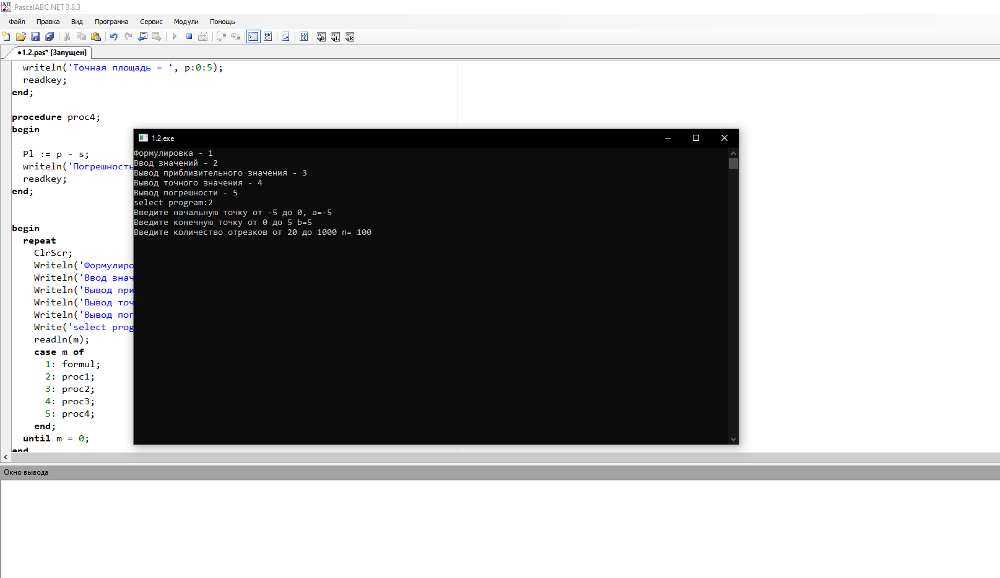 PascalABC.NET 3.8.3
Файл Правка Вид Программа Сервис Модули Помощь
•1.2.pas* [Запущен]
writeln('Точная площадь = ', p:0:5);
readkey;
end;
procedure proc4;
begin
Pl := p - s;
writeln('Погрешность
readkey;
end;
begin
repeat
ClrScr;
Writeln('Формулиро
Writeln('Ввод знач
Writeln('Вывод при
Writeln('Вывод точ
Writeln('Вывод пог
Write('select prog
readln(m);
case m of
1: formul;
2: proc1;
3: proc2;
4: proc3;
5: proc4;
end;
until m = 0;
end
1.2.exe
Формулировка - 1
Ввод значений - 2
Вывод приблизительного значения - 3
Вывод точного значения - 4
Вывод погрешности - 5
select program:2
Введите начальную точку от -5 до 0, a=-5
Введите конечную точку от 0 до 5 b=5
Введите количество отрезков от 20 до 1000 n= 100
Окно вывода